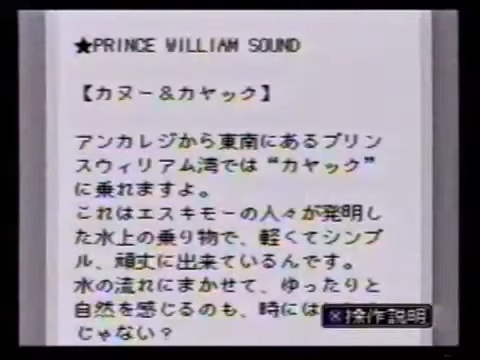 ★PRINCE WILLIAM SOUND
【カヌー＆カヤック】
アンカレジから東南にあるプリン
スウィリアム湾では“カヤック”
に乗れますよ。
これはエスキモーの人々が発明し
た水上の乗り物で、軽くてシンプ
ル、頑丈に出来ているんです。
水の流れにまかせて、ゆったりと
自然を感じるのも、時には
じゃない？
※操作説明